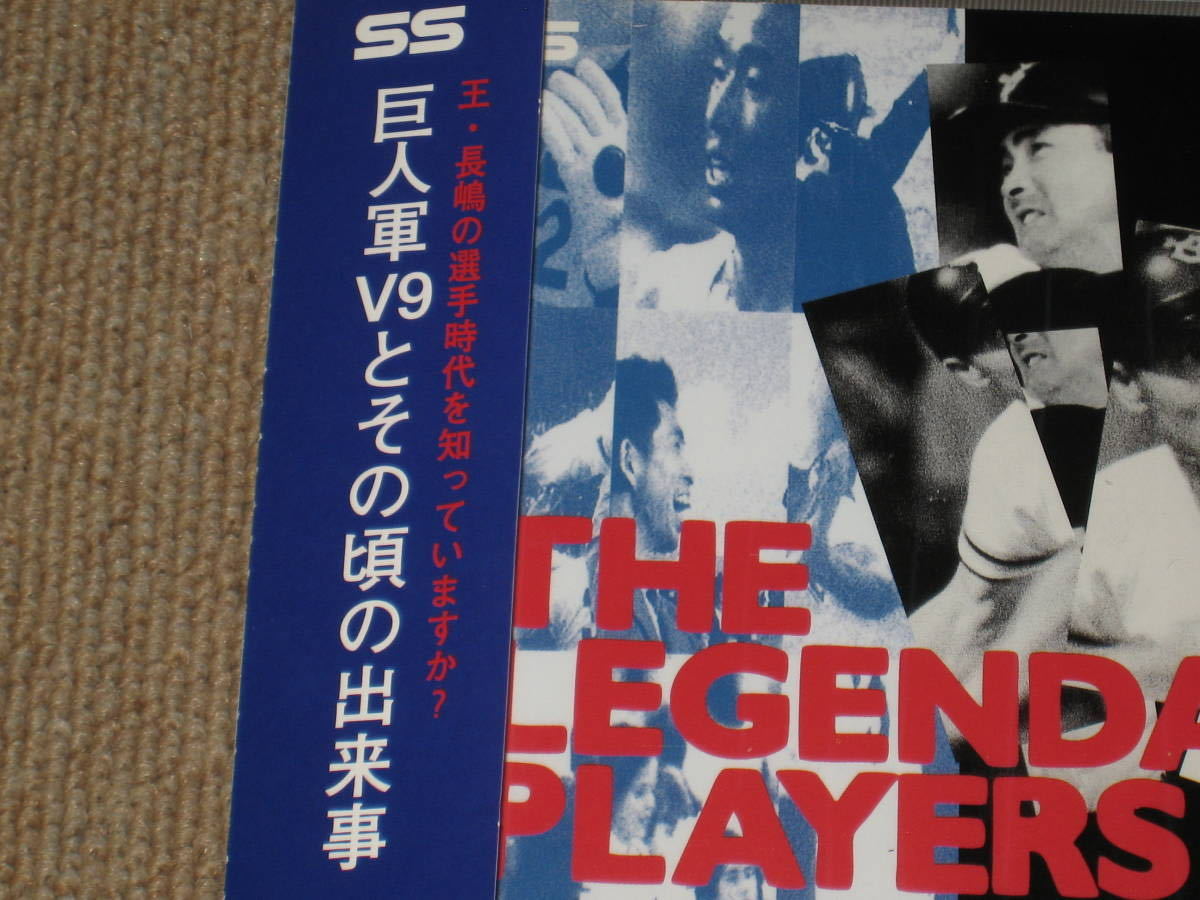 SS
王・長嶋の選手時代を知っていますか?
巨人軍V9とその頃の出来事
S
THE
LEGENDA
PLAYERS